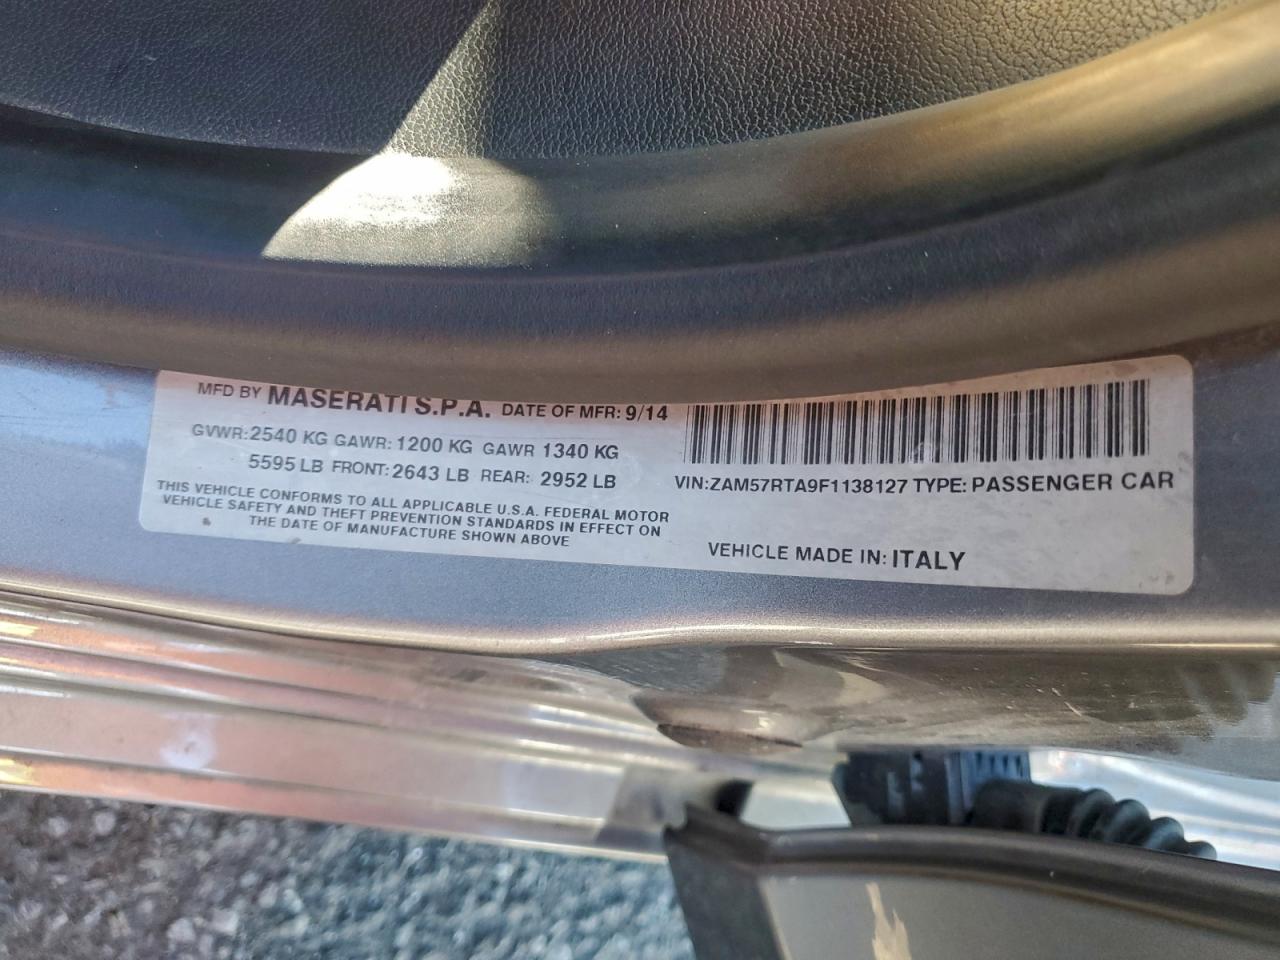 MFD BY MASERATI S.P.A. DATE OF MFR: 9/14
GVWR:2540 KG GAWR: 1200 KG GAWR 1340 KG
5595 LB FRONT: 2643 LB REAR: 2952 LB
THIS VEHICLE CONFORMS TO ALL APPLICABLE U.S.A. FEDERAL MOTOR
VEHICLE SAFETY AND THEFT PREVENTION STANDARDS IN EFFECT ON
THE DATE OF MANUFACTURE SHOWN ABOVE
VIN:ZAM57RTA9F1138127 TYPE: PASSENGER CAR
VEHICLE MADE IN: ITALY